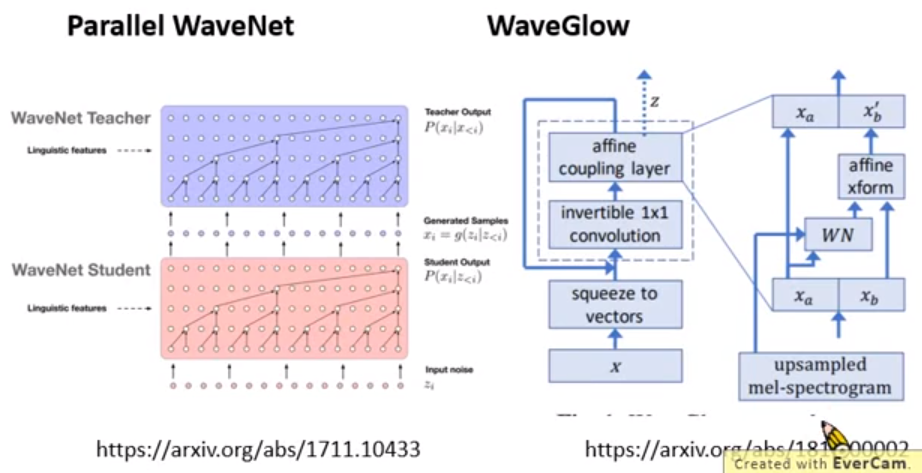 Parallel WaveNet
WaveGlow
WaveNet Teacher
Linguistic features
Teacher Output
P(x_i|x_{<i})
Generated Samples
x_i = g(z_i|z_{<i})
WaveNet Student
Linguistic features
Student Output
P(x_i|z_{<i})
Input noise
z_i
z
affine
coupling layer
invertible 1x1
convolution
squeeze to
vectors
x
x_a
x_b'
affine
xform
WN
x_a
x_b
upsampled
mel-spectrogram
https://arxiv.org/abs/1711.10433
https://arxiv.org/abs/181
00002
Created with EverCam.